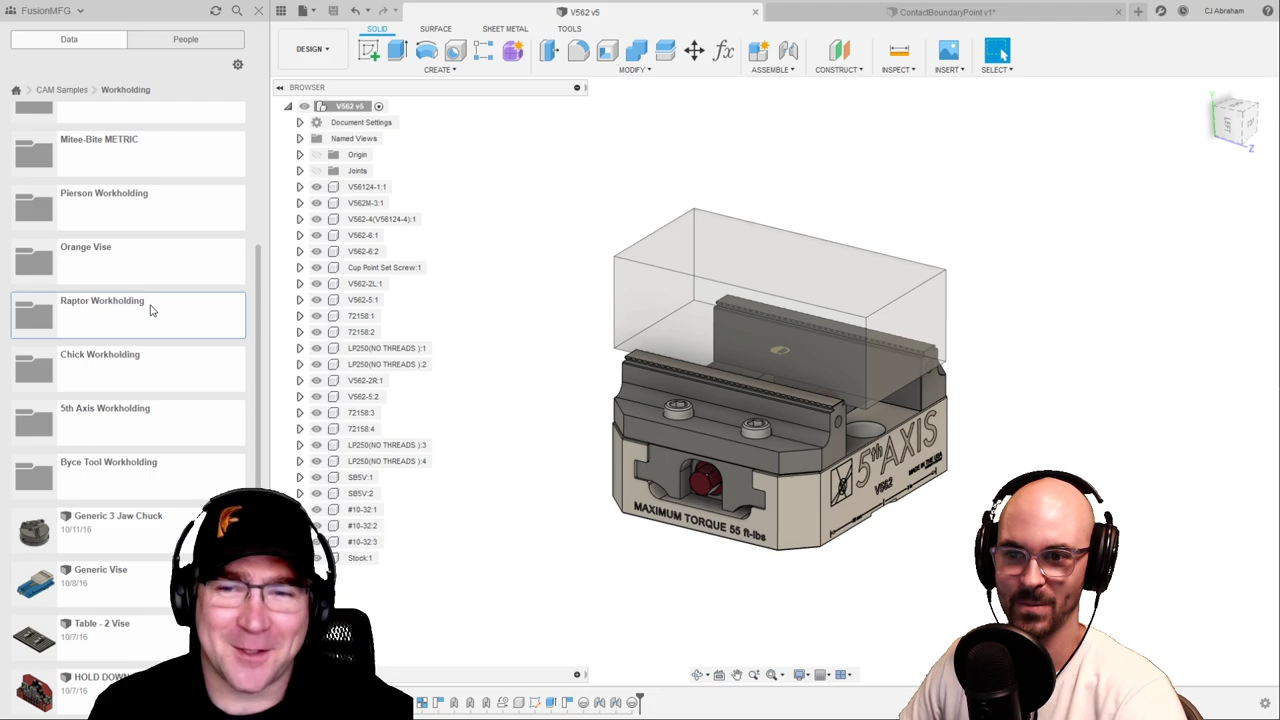 FusionMFG
V562 v5
ContactBoundaryPoint v1*
CJ Abraham
Data
People
SOLID
SURFACE
SHEET METAL
TOOLS
DESIGN
CREATE
MODIFY
ASSEMBLE
CONSTRUCT
INSPECT
INSERT
SELECT
CAM Samples
Workholding
Mitee-Bite METRIC
Pierson Workholding
Orange Vise
Raptor Workholding
Chick Workholding
5th Axis Workholding
Byce Tool Workholding
Generic 3 Jaw Chuck
10/11/16
Generic Vise
10/8/16
Table - 2 Vise
10/7/16
HOLD DOWN
10/7/16
BROWSER
V562 v5
Document Settings
Named Views
Origin
Joints
V56124-1:1
V562M-3:1
V562-4(V56124-4):1
V562-6:1
V562-6:2
Cup Point Set Screw:1
V562-2L:1
V562-5:1
72158:1
72158:2
LP250(NO THREADS ):1
LP250(NO THREADS ):2
V562-2R:1
V562-5:2
72158:3
72158:4
LP250(NO THREADS ):3
LP250(NO THREADS ):4
SB5V:1
SB5V:2
#10-32:1
#10-32:2
#10-32:3
Stock:1
LEFT
Z
5th AXIS
MADE IN THE USA
V562
MAXIMUM TORQUE 55 ft-lbs